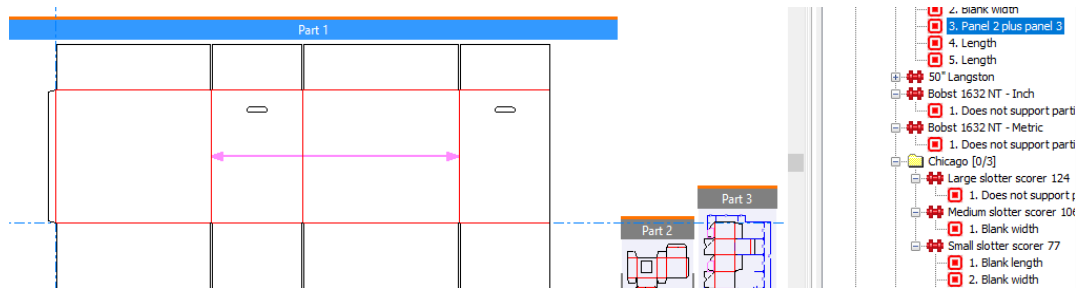 Part 1
Part 2
Part 3
2. Blank width
3. Panel 2 plus panel 3
4. Length
5. Length
50" Langston
Bobst 1632 NT - Inch
1. Does not support parti
Bobst 1632 NT - Metric
1. Does not support parti
Chicago [0/3]
Large slotter scorer 124
1. Does not support p
Medium slotter scorer 106
1. Blank width
Small slotter scorer 77
1. Blank length
2. Blank width